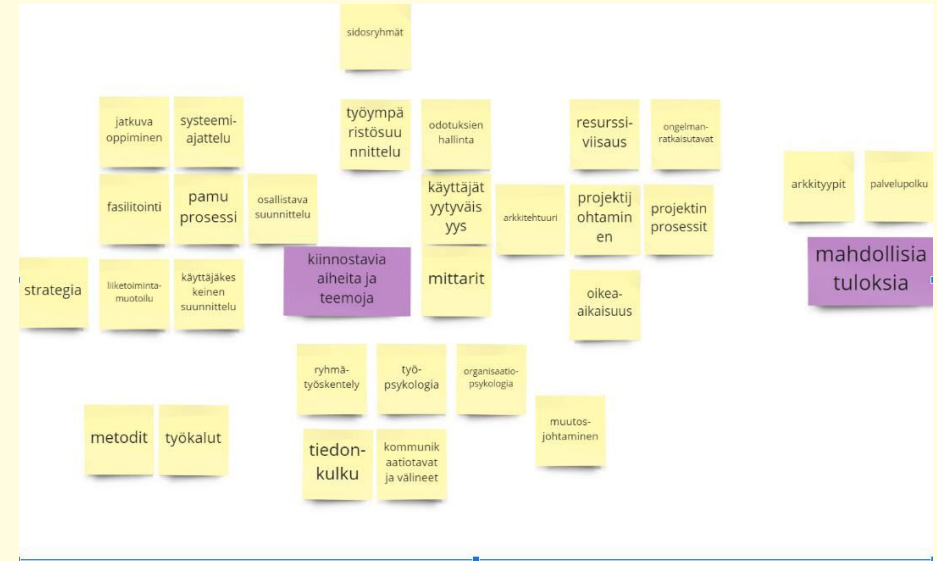 sidosryhmät
jatkuva
oppiminen
systeemi-
ajattelu
työympä
ristösuu
nnittelu
odotuksien
hallinta
resurssi-
viisaus
ongelman-
ratkaisutavat
fasilitointi
pamu
prosessi
osallistava
suunnittelu
käyttäjät
yytyväis
yys
arkkitehtuuri
projektij
ohtamin
en
projektin
prosessit
arkkityypit
palvelupolku
strategia
liiketoiminta-
muotoilu
käyttäjäkes
keinen
suunnittelu
kiinnostavia
aiheita ja
teemoja
mittarit
oikea-
aikaisuus
mahdollisia
tuloksia
ryhmä-
työskentely
työ-
psykologia
organisaatio-
psykologia
muutos-
johtaminen
metodit
työkalut
tiedon-
kulku
kommunik
aatiotavat
ja välineet